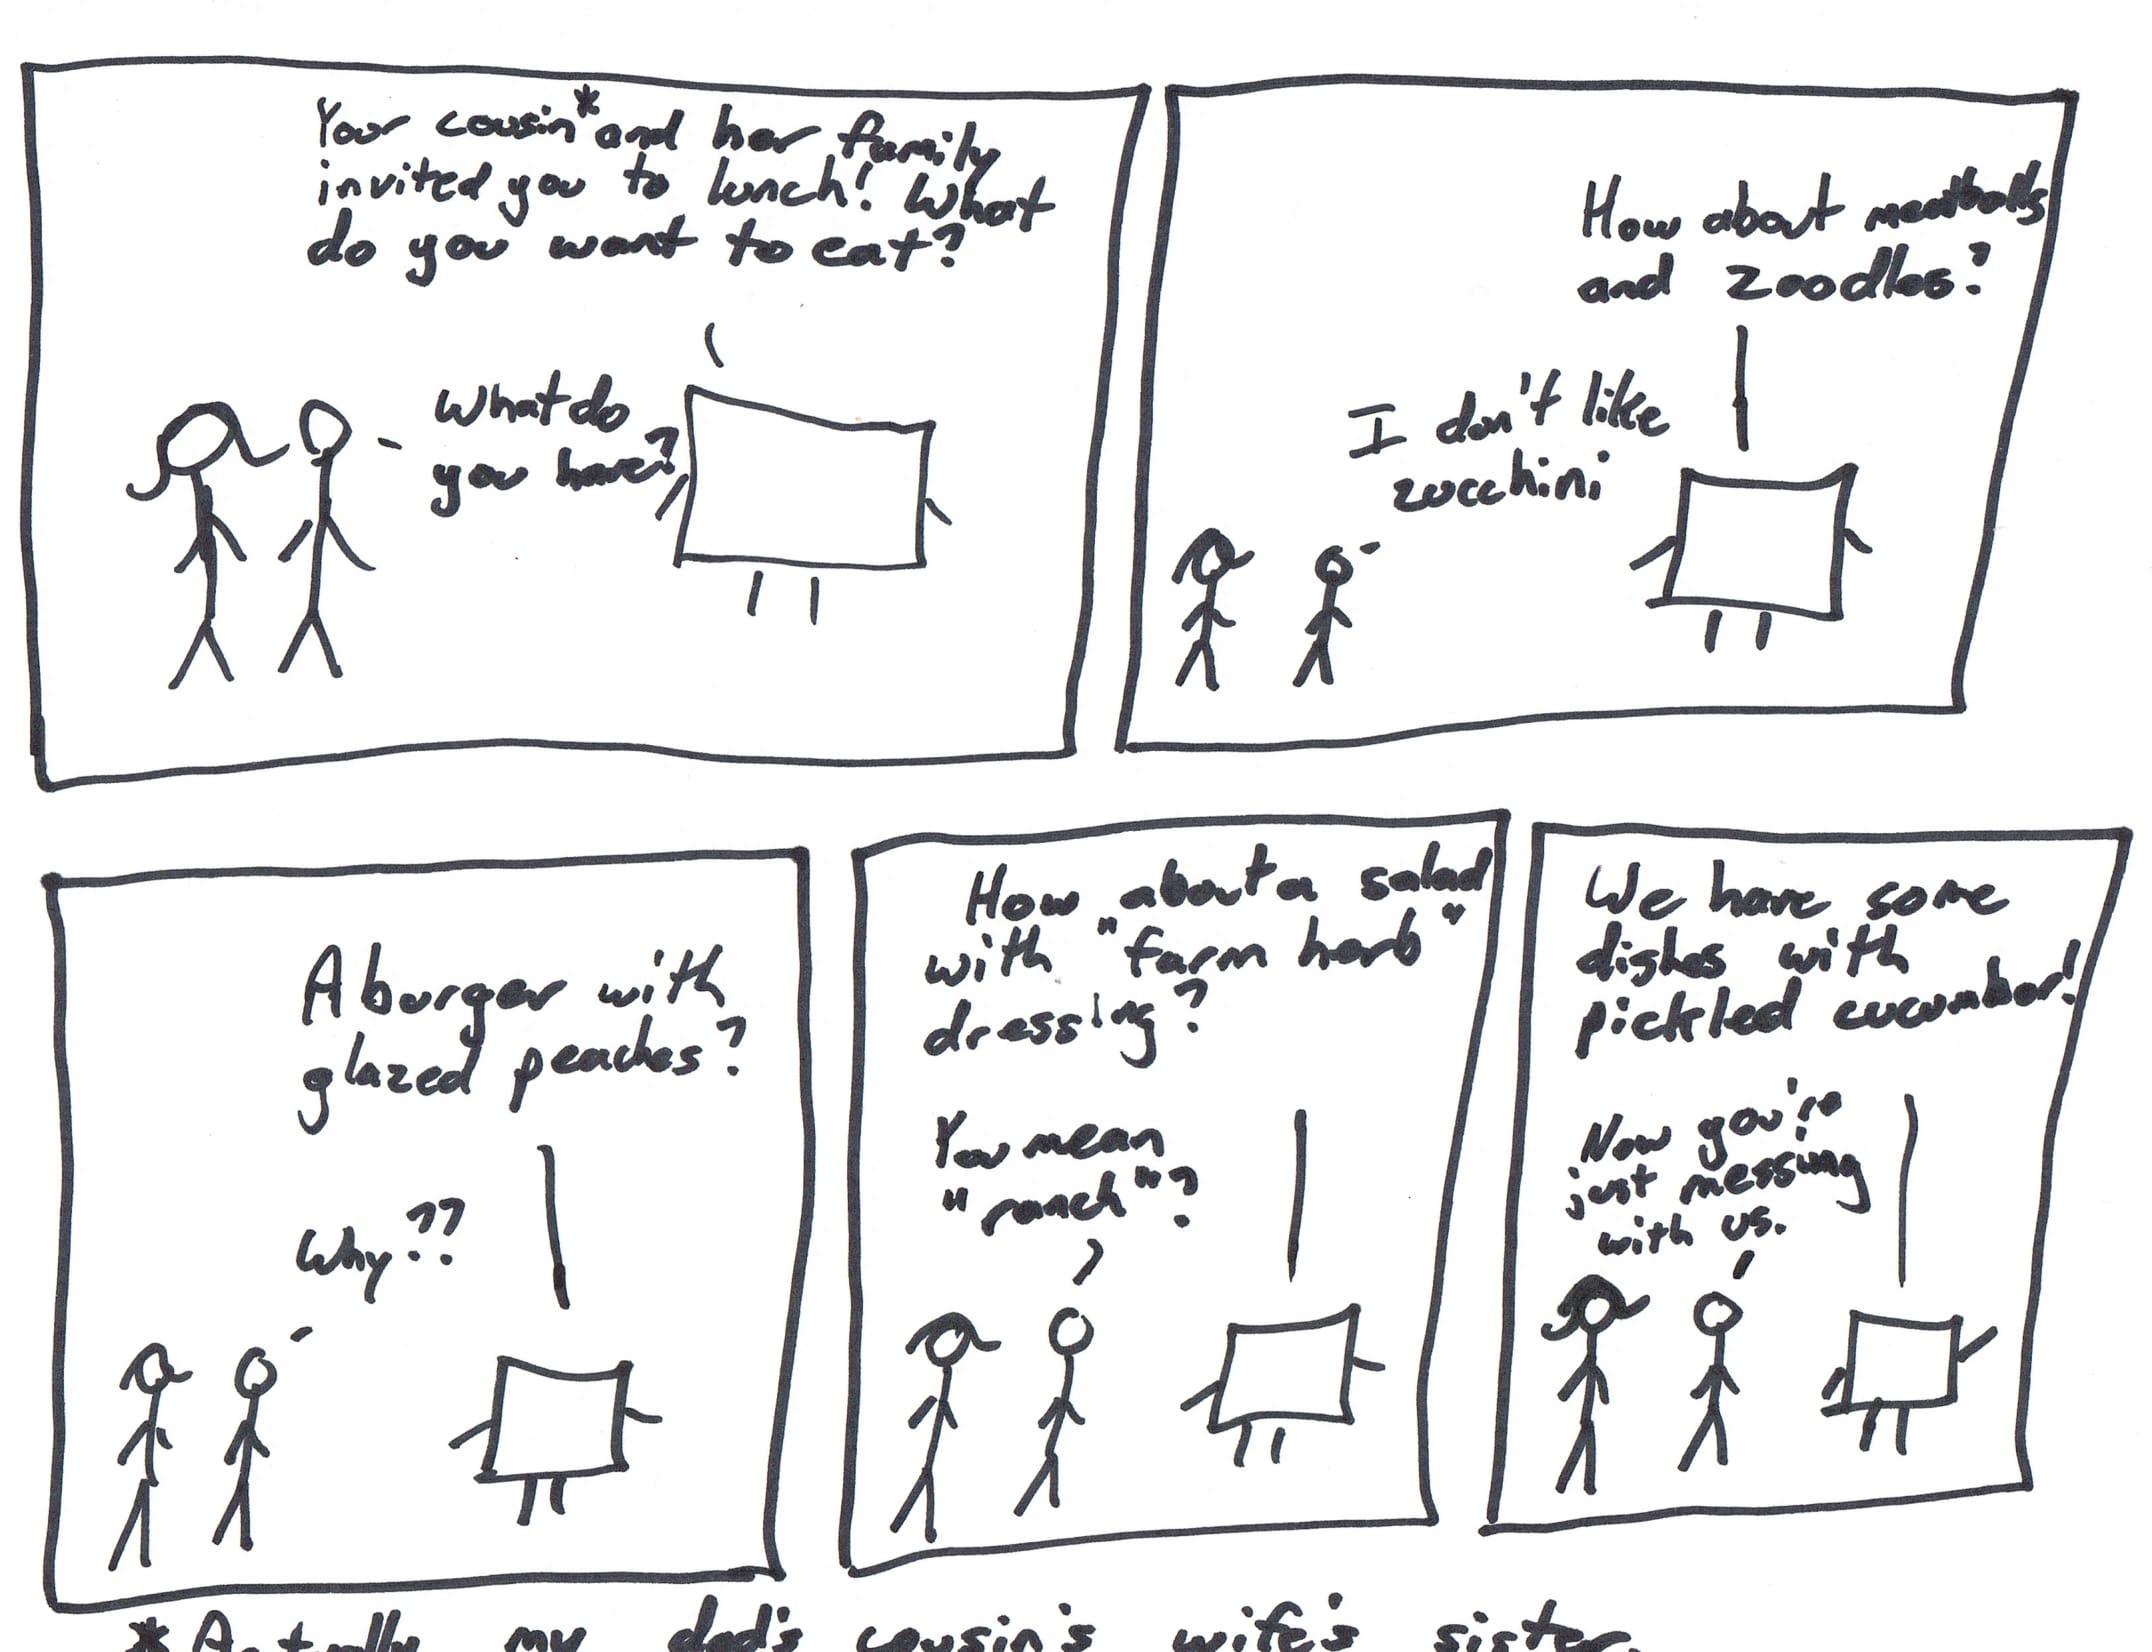 Your cousin* and her family
invited you to lunch! What
do you want to eat?
What do
you have?
How about meatballs
and zoodles?
I don't like
zucchini
A burger with
glazed peaches?
Why??
How about a salad
with "farm herb"
dressing?
You mean
"ranch"?
We have some
dishes with
pickled cucumber!
Now you're
just messing
with us.
*Actually my dad's cousin's wife's sister.